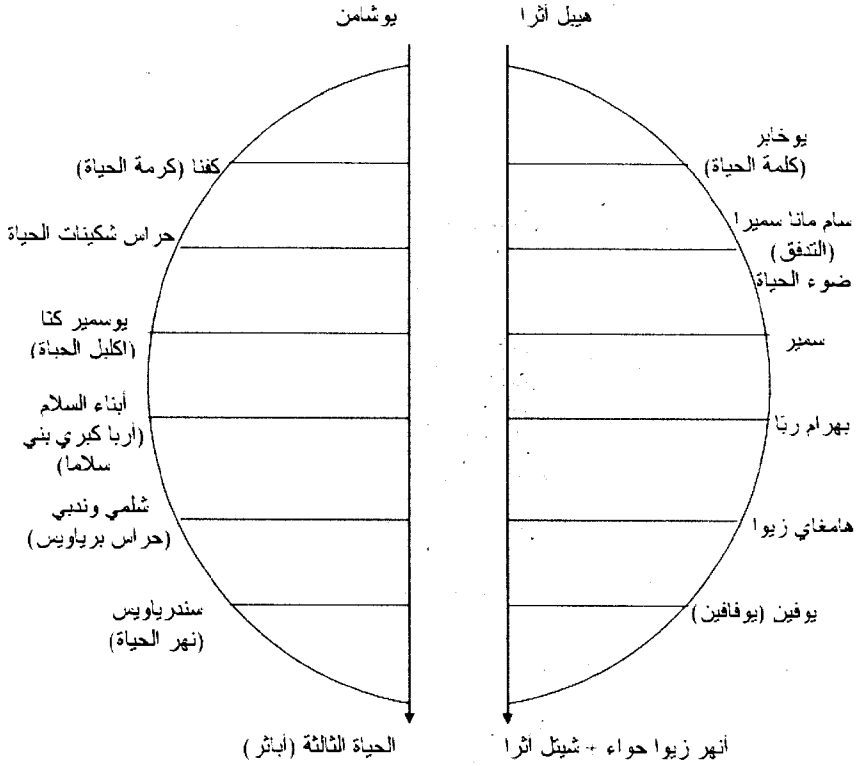 هيبل أثرا
يوشامن
يوخابر
(كلمة الحياة)
سام مانا سميرا
(التدفق)
ضوء الحياة
سمير
بهرام ربّا
هامغاي زيوا
يوفين (يوفافين)
أنهر زيوا حواء + شيتل أثرا
كفنا (كرمة الحياة)
حراس شكينات الحياة
يوسمير كنا
(اكليل الحياة)
أبناء السلام
(أربا كبري بني
سلاما)
شلمي وندبي
(حراس برياويس)
سندرياويس
(نهر الحياة)
الحياة الثالثة (أباثر)